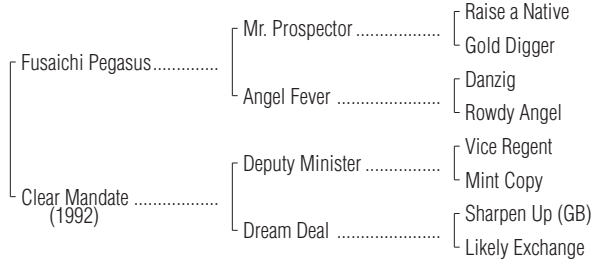 Raise a Native
Mr. Prospector ..................
Gold Digger
Fusaichi Pegasus..............
Danzig
Angel Fever ......................
Rowdy Angel
Vice Regent
Deputy Minister ................
Mint Copy
Clear Mandate ..................
(1992)
Sharpen Up (GB)
Dream Deal ......................
Likely Exchange